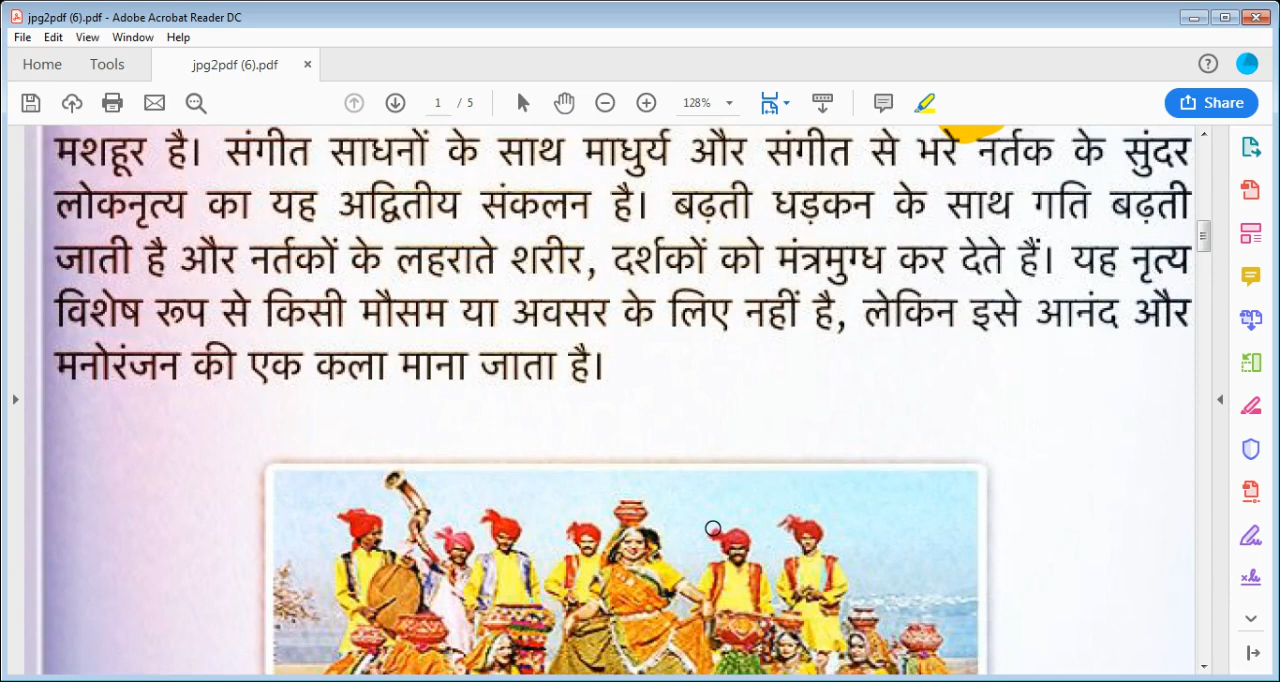 jpg2pdf (6).pdf - Adobe Acrobat Reader DC
File Edit View Window Help
Home Tools jpg2pdf (6).pdf ×
1 / 5 128% Share
मशहूर है। संगीत साधनों के साथ माधुर्य और संगीत से भरे नर्तक के सुंदर
लोकनृत्य का यह अद्वितीय संकलन है। बढ़ती धड़कन के साथ गति बढ़ती
जाती है और नर्तकों के लहराते शरीर, दर्शकों को मंत्रमुग्ध कर देते हैं। यह नृत्य
विशेष रूप से किसी मौसम या अवसर के लिए नहीं है, लेकिन इसे आनंद और
मनोरंजन की एक कला माना जाता है।